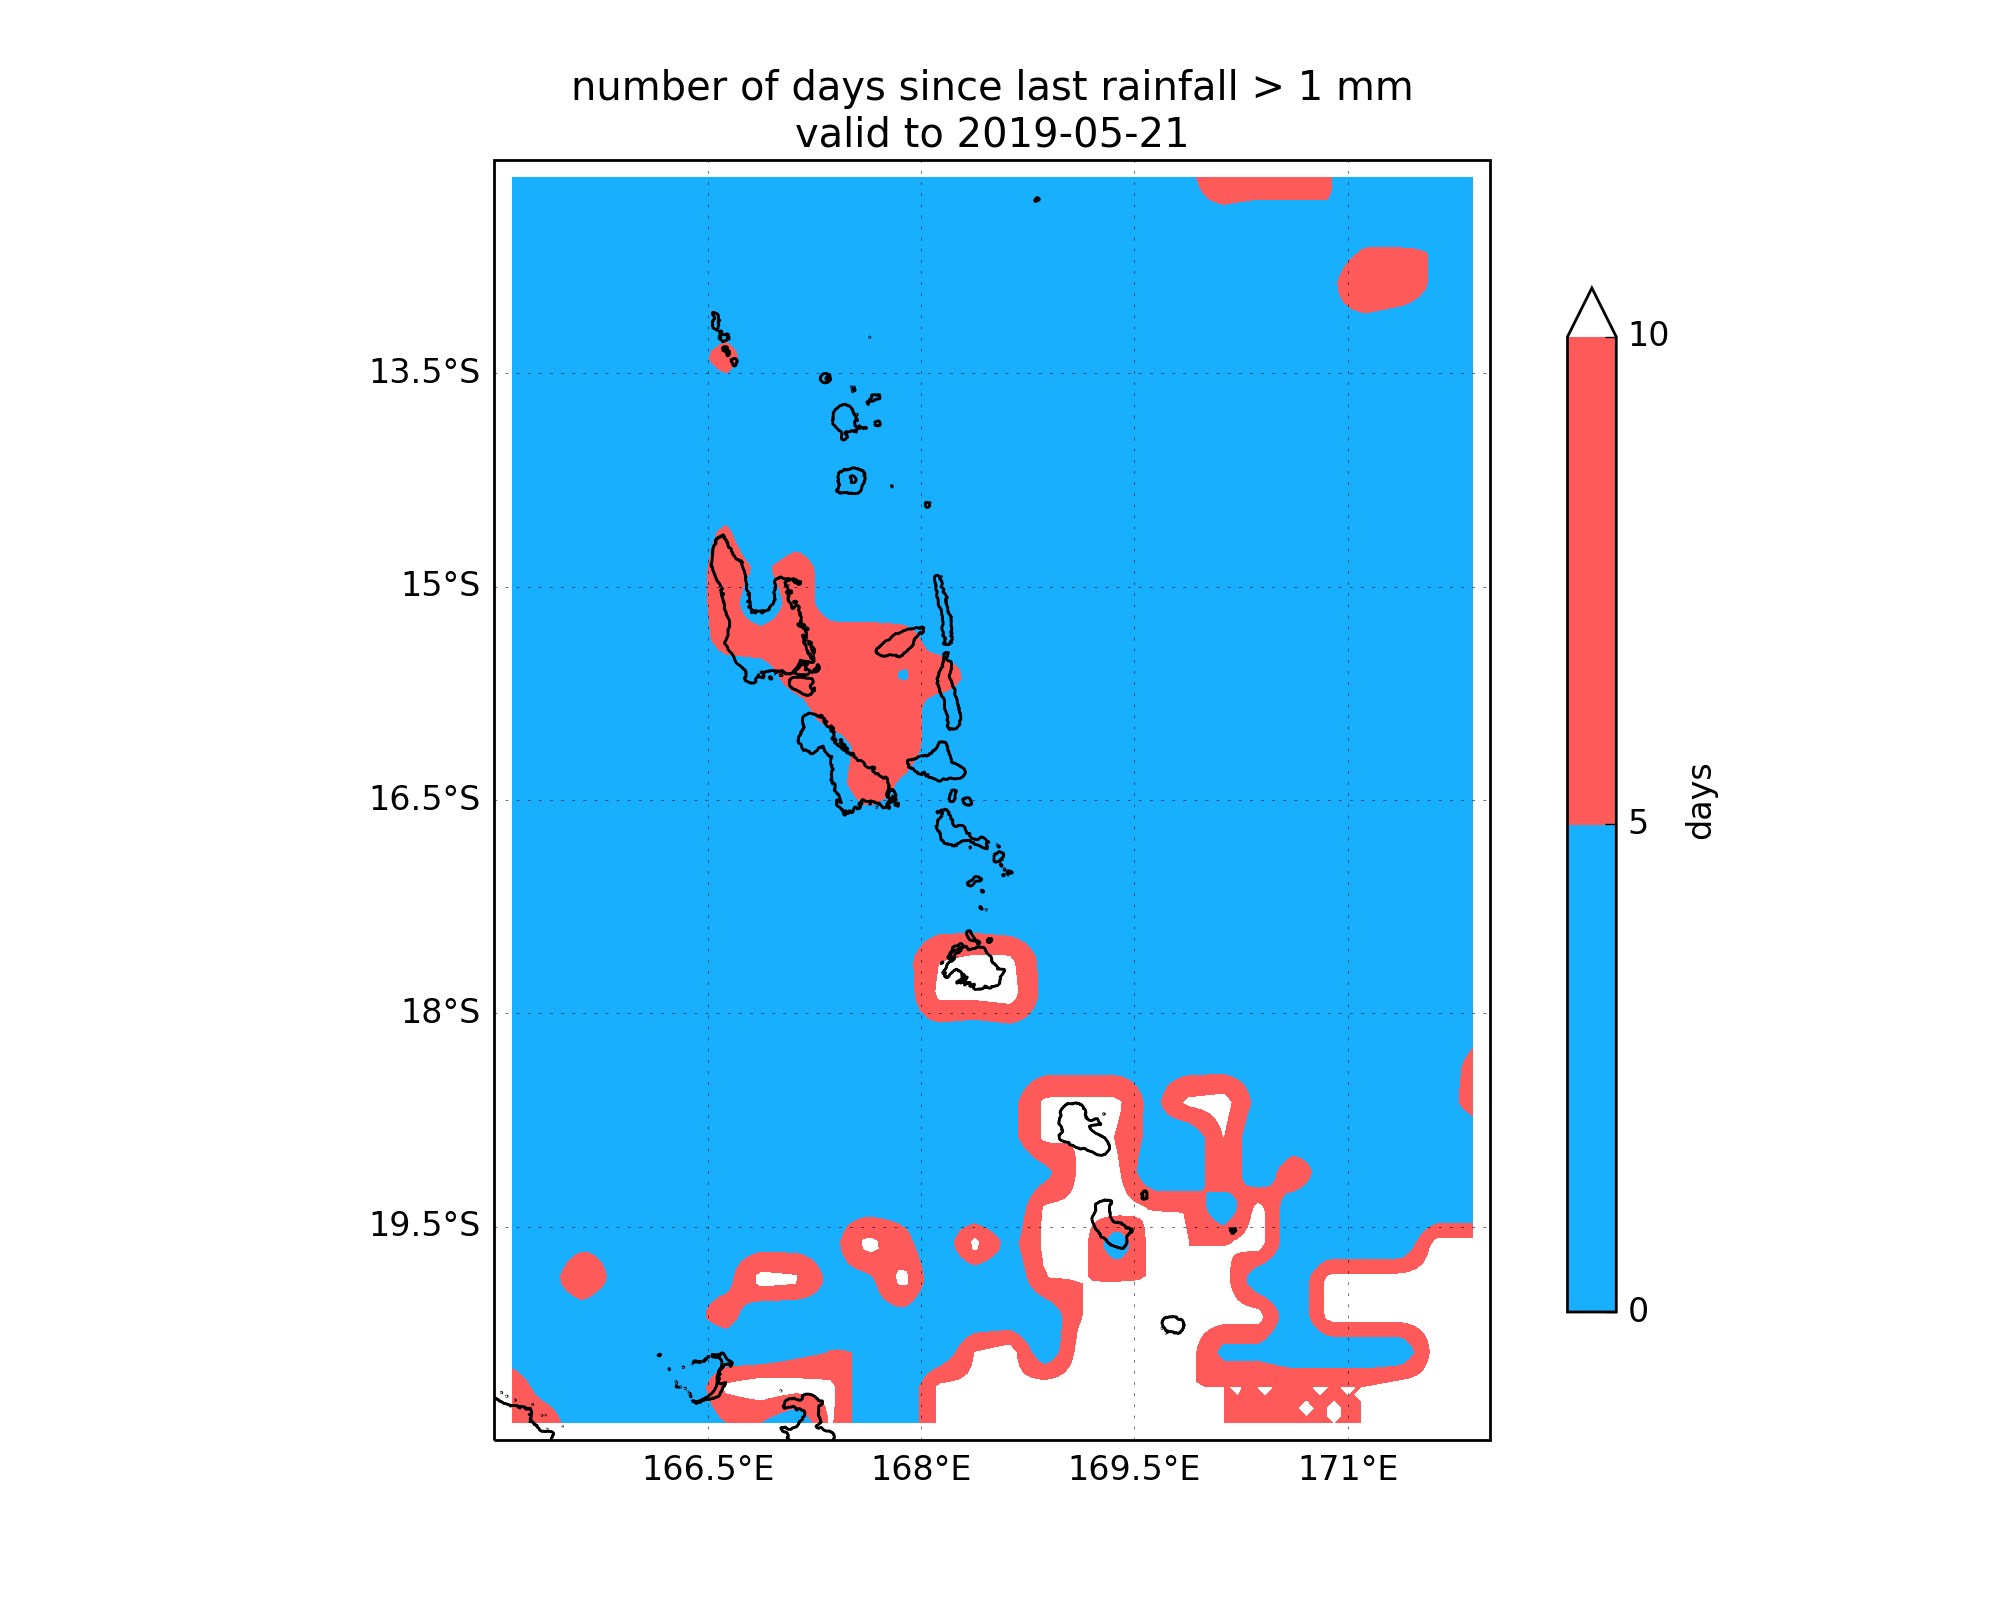 number of days since last rainfall > 1 mm
valid to 2019-05-21
13.5°S
15°S
16.5°S
18°S
19.5°S
166.5°E
168°E
169.5°E
171°E
10
5
0
days